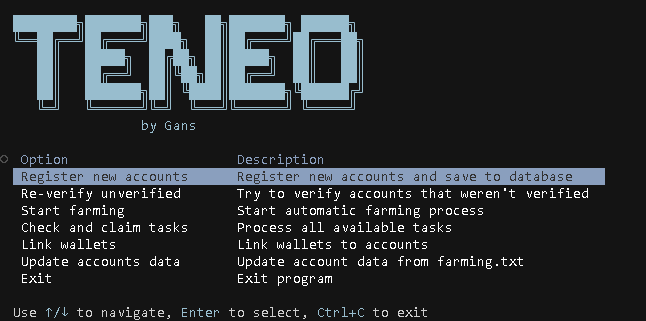 TENEO
by Gans
Option Description
Register new accounts Register new accounts and save to database
Re-verify unverified Try to verify accounts that weren't verified
Start farming Start automatic farming process
Check and claim tasks Process all available tasks
Link wallets Link wallets to accounts
Update accounts data Update account data from farming.txt
Exit Exit program
Use ↑/↓ to navigate, Enter to select, Ctrl+C to exit